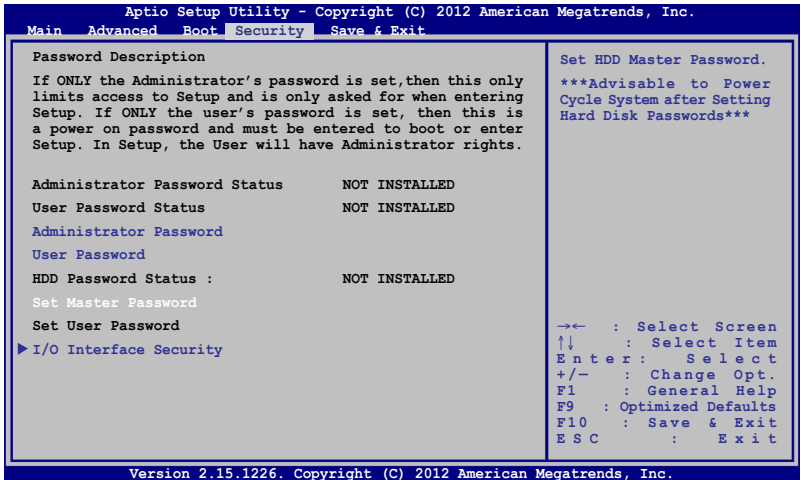 Aptio Setup Utility - Copyright (C) 2012 American Megatrends, Inc.
Main Advanced Boot Security Save & Exit
Password Description
If ONLY the Administrator's password is set,then this only
limits access to Setup and is only asked for when entering
Setup. If ONLY the user's password is set, then this is
a power on password and must be entered to boot or enter
Setup. In Setup, the User will have Administrator rights.
Administrator Password Status NOT INSTALLED
User Password Status NOT INSTALLED
Administrator Password
User Password
HDD Password Status : NOT INSTALLED
Set Master Password
Set User Password
▶ I/O Interface Security
Set HDD Master Password.
***Advisable to Power
Cycle System after Setting
Hard Disk Passwords***
→← : Select Screen
↑↓ : Select Item
Enter: Select
+/— : Change Opt.
F1 : General Help
F9 : Optimized Defaults
F10 : Save & Exit
ESC : Exit
Version 2.15.1226. Copyright (C) 2012 American Megatrends, Inc.